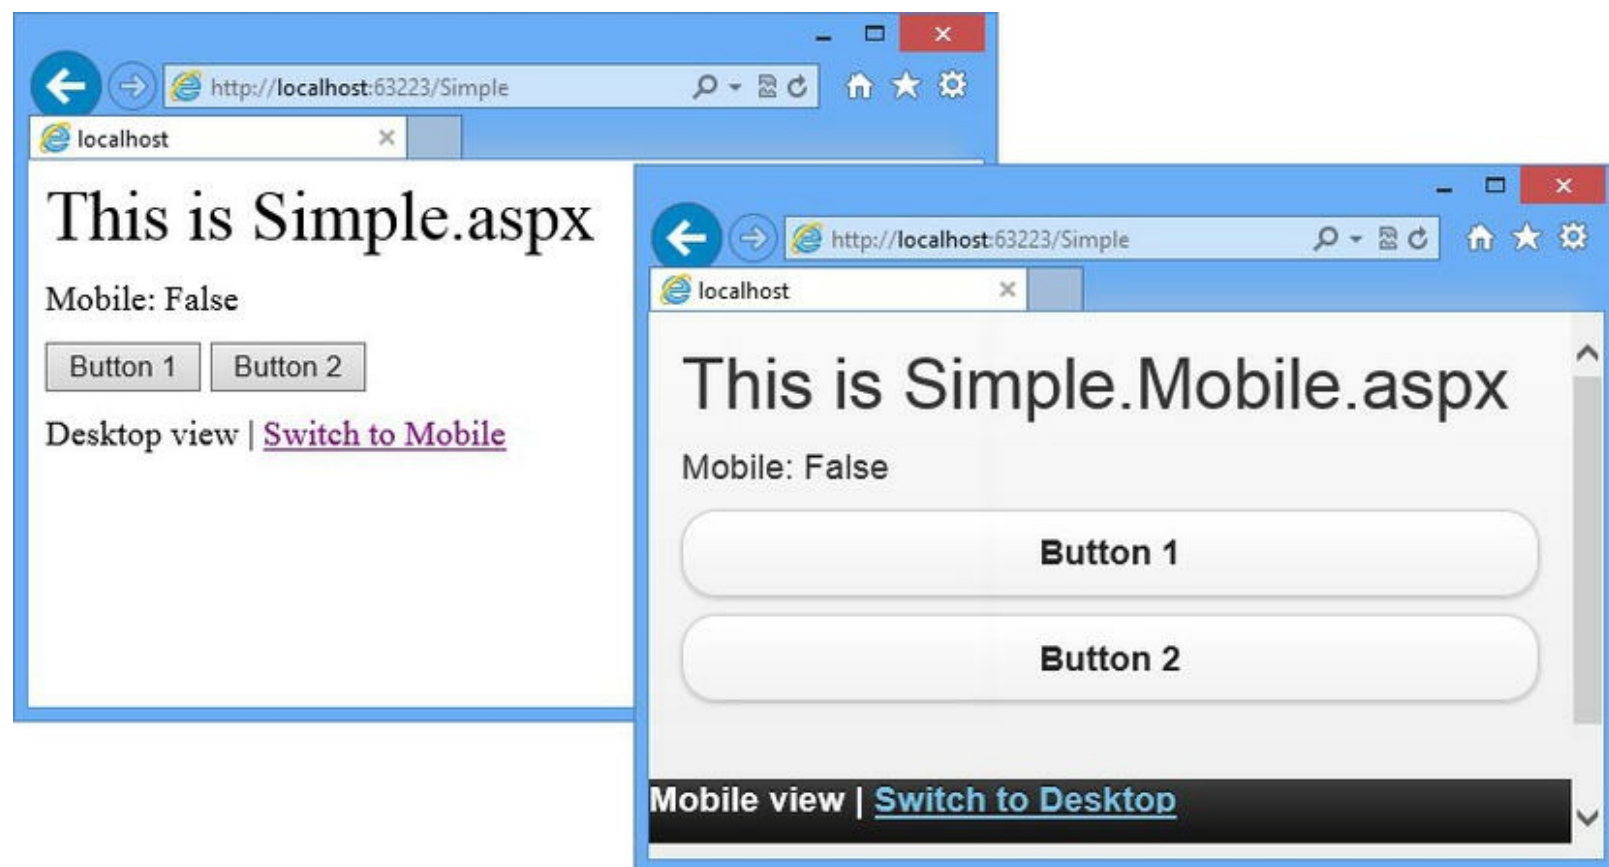 http://localhost:63223/Simple
localhost
This is Simple.aspx
Mobile: False
Button 1 Button 2
Desktop view | Switch to Mobile
http://localhost:63223/Simple
localhost
This is Simple.Mobile.aspx
Mobile: False
Button 1
Button 2
Mobile view | Switch to Desktop